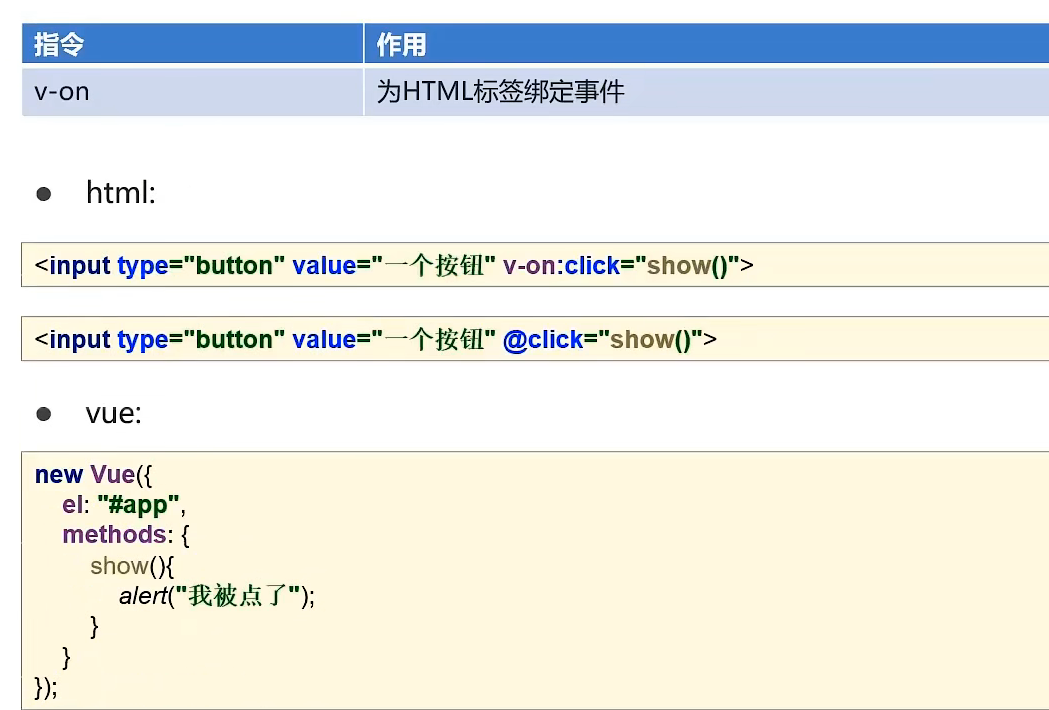 指令 作用
v-on 为HTML标签绑定事件
● html:
<input type="button" value="一个按钮" v-on:click="show()">
<input type="button" value="一个按钮" @click="show()">
● vue:
new Vue({
    el: "#app",
    methods: {
        show(){
            alert("我被点了");
        }
    }
});